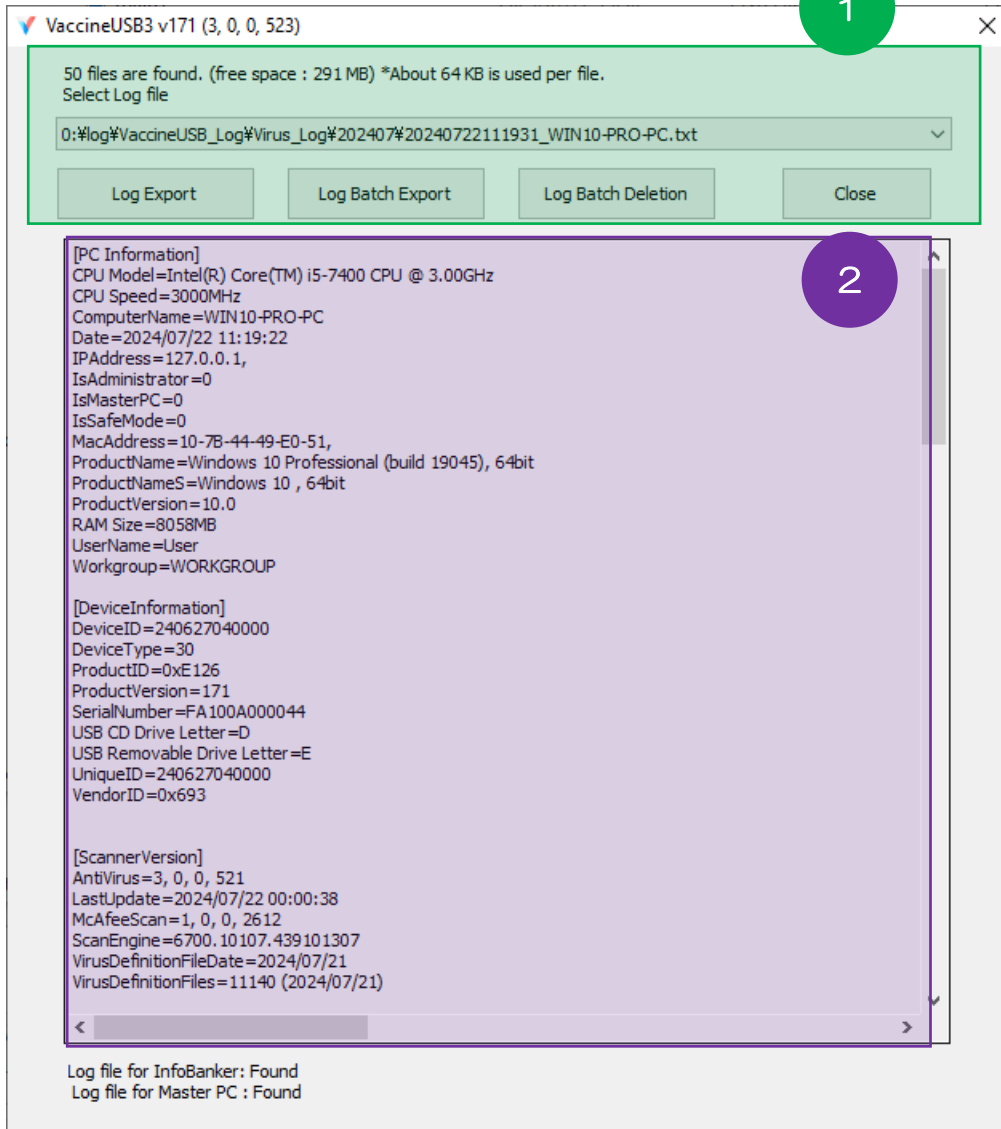 VaccineUSB3 v171 (3, 0, 0, 523)
1
50 files are found. (free space : 291 MB) *About 64 KB is used per file.
Select Log file
0:¥log¥VaccineUSB_Log¥Virus_Log¥202407¥20240722111931_WIN10-PRO-PC.txt
Log Export Log Batch Export Log Batch Deletion Close
2
[PC Information]
CPU Model=Intel(R) Core(TM) i5-7400 CPU @ 3.00GHz
CPU Speed=3000MHz
ComputerName=WIN10-PRO-PC
Date=2024/07/22 11:19:22
IPAddress=127.0.0.1,
IsAdministrator=0
IsMasterPC=0
IsSafeMode=0
MacAddress=10-7B-44-49-E0-51,
ProductName=Windows 10 Professional (build 19045), 64bit
ProductNameS=Windows 10 , 64bit
ProductVersion=10.0
RAM Size=8058MB
UserName=User
Workgroup=WORKGROUP
[DeviceInformation]
DeviceID=240627040000
DeviceType=30
ProductID=0xE126
ProductVersion=171
SerialNumber=FA100A000044
USB CD Drive Letter=D
USB Removable Drive Letter=E
UniqueID=240627040000
VendorID=0x693
[ScannerVersion]
AntiVirus=3, 0, 0, 521
LastUpdate=2024/07/22 00:00:38
McAfeeScan=1, 0, 0, 2612
ScanEngine=6700.10107.439101307
VirusDefinitionFileDate=2024/07/21
VirusDefinitionFiles=11140 (2024/07/21)
Log file for InfoBanker: Found
Log file for Master PC : Found